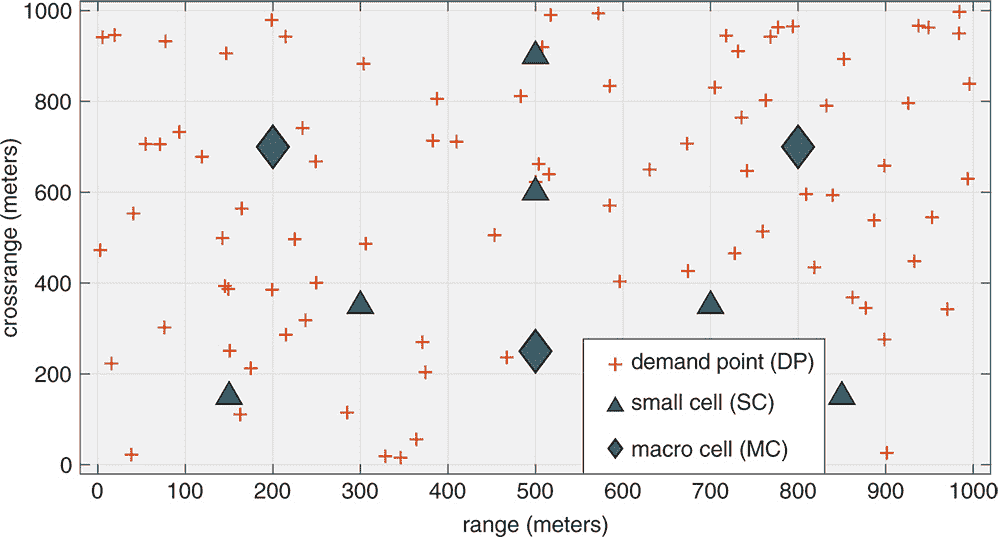 1000
800
600
400
200
0
crossrange (meters)
demand point (DP)
small cell (SC)
macro cell (MC)
0 100 200 300 400 500 600 700 800 900 1000
range (meters)